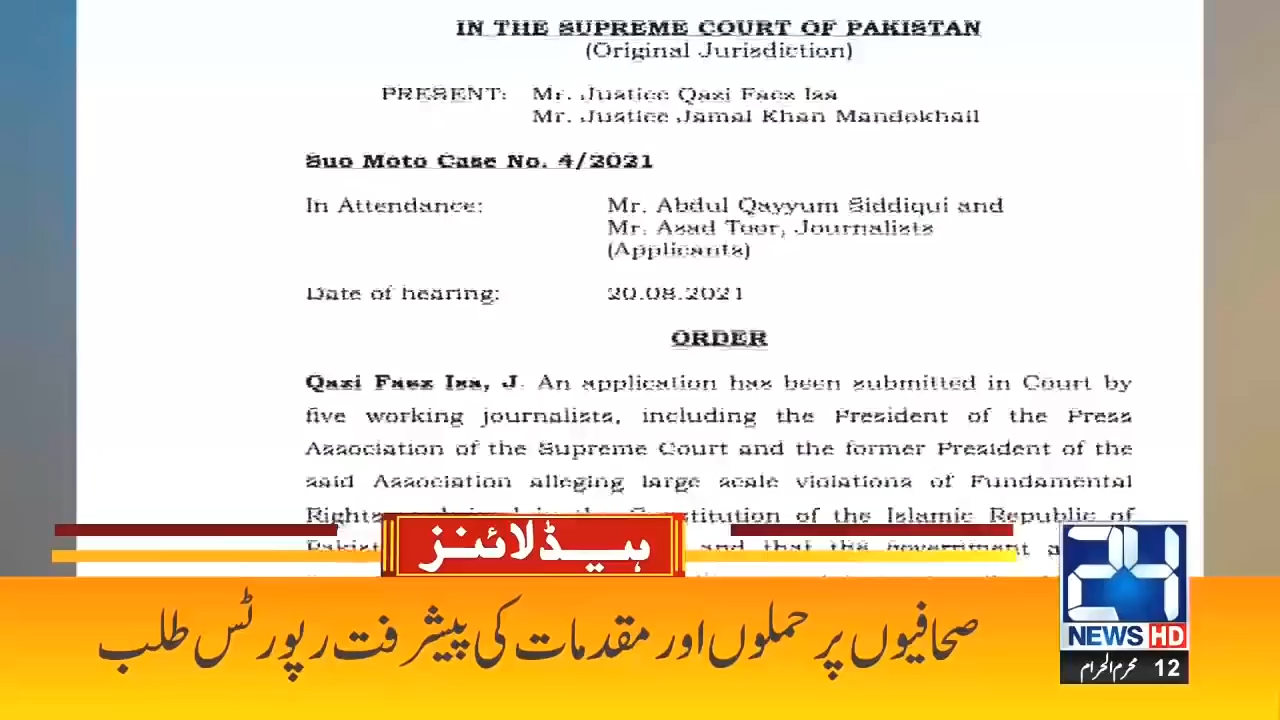 IN THE SUPREME COURT OF PAKISTAN
(Original Jurisdiction)
PRESENT: Mr. Justice Qazi Faez Isa
Mr. Justice Jamal Khan Mandokhail
Suo Moto Case No. 4/2021
In Attendance: Mr. Abdul Qayyum Siddiqui and
Mr. Asad Toor, Journalists
(Applicants)
Date of hearing: 20.08.2021
ORDER
Qazi Faez Isa, J. An application has been submitted in Court by
five working journalists, including the President of the Press
Association of the Supreme Court and the former President of the
said Association alleging large scale violations of Fundamental
Rights of the Islamic Republic of
and that the government
ہیڈلائنز
صحافیوں پر حملوں اور مقدمات کی پیشرفت رپورٹس طلب
24
NEWS HD
12 محرم الحرام